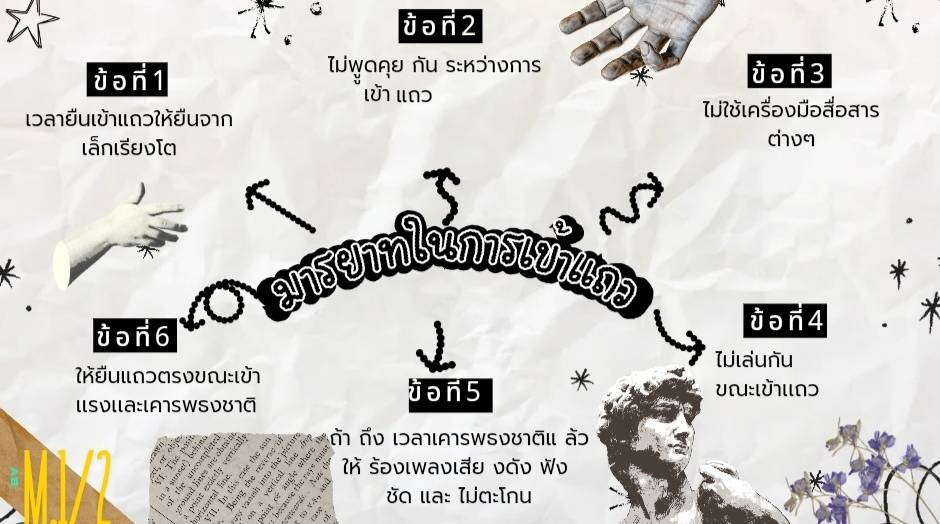 ข้อที่1
เวลายืนเข้าแถวให้ยืนจาก
เล็กเรียงโต
ข้อที่2
ไม่พูดคุย กัน ระหว่างการ
เข้า แถว
ข้อที่3
ไม่ใช้เครื่องมือสื่อสาร
ต่างๆ
มารยาทในการเข้าแถว
ข้อที่4
ไม่เล่นกัน
ขณะเข้าแถว
ข้อที5
ถ้า ถึง เวลาเคารพธงชาติแ ล้ว
ให้ ร้องเพลงเสีย งดัง ฟัง
ชัด และ ไม่ตะโกน
ข้อที่6
ให้ยืนแถวตรงขณะเข้า
แรงและเคารพธงชาติ
BY
M.1/2